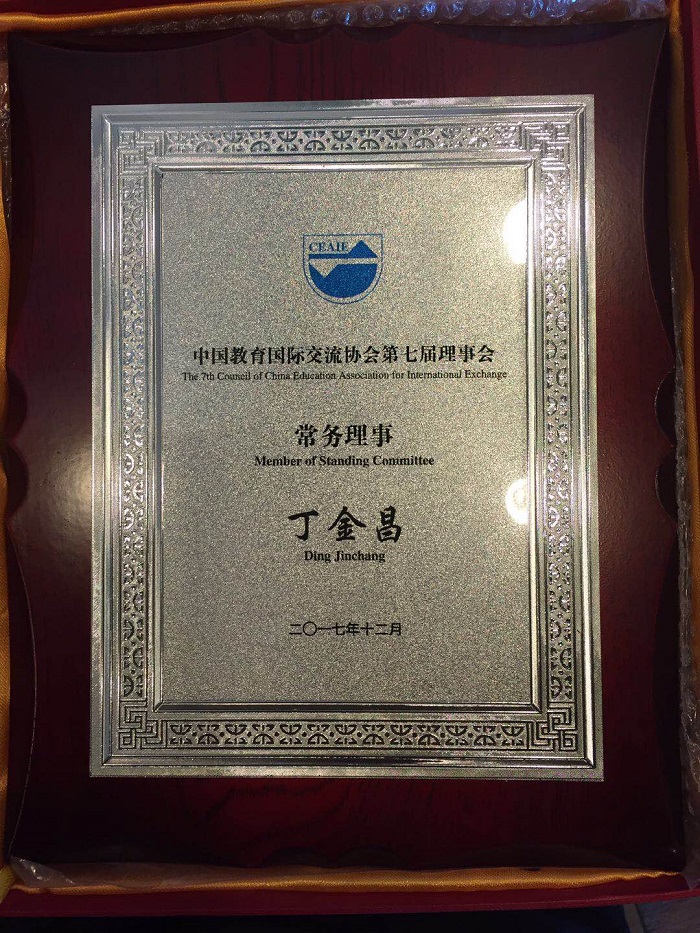 CEAIE
中国教育国际交流协会第七届理事会
The 7th Council of China Education Association for International Exchange
常务理事
Member of Standing Committee
丁金昌
Ding Jinchang
二〇一七年十二月